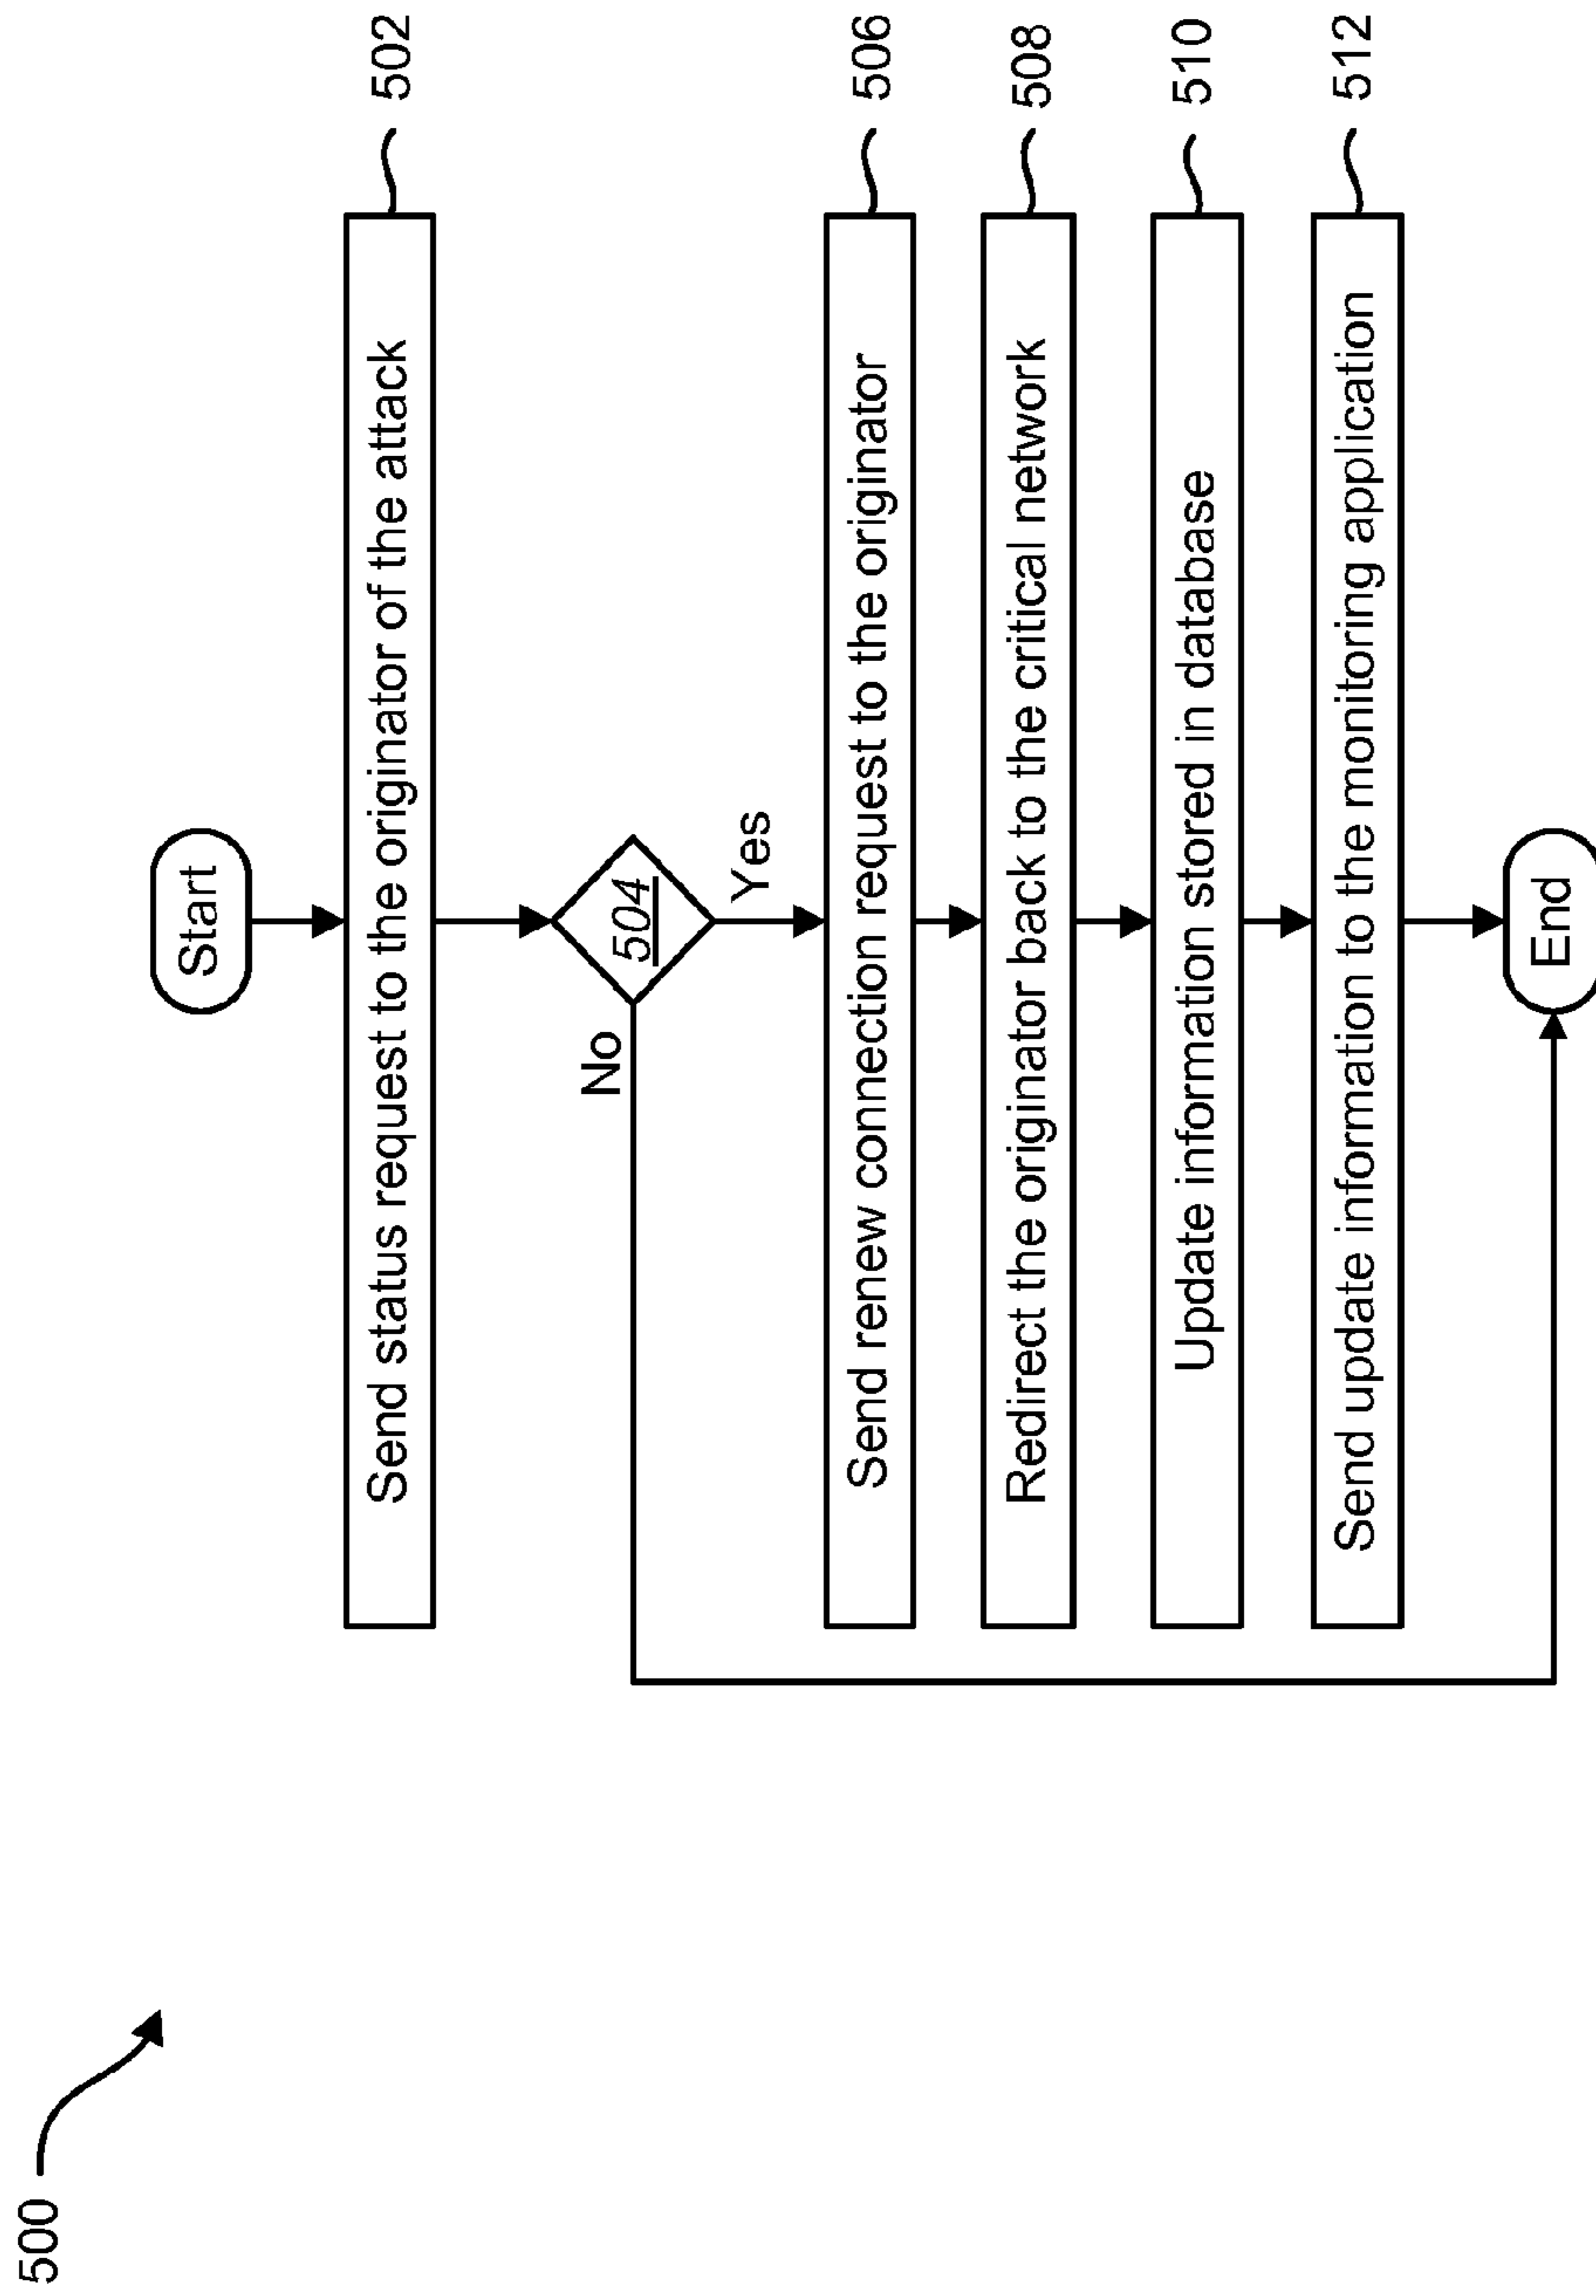 500
Start
Send status request to the originator of the attack
502
504
No
Yes
Send renew connection request to the originator
506
Redirect the originator back to the critical network
508
Update information stored in database
510
Send update information to the monitoring application
512
End